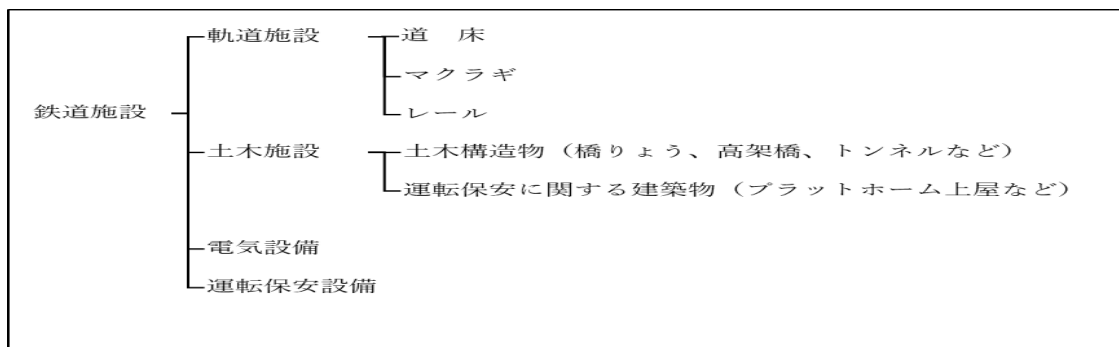 軌道施設 道 床
マクラギ
鉄道施設 レール
土木施設 土木構造物（橋りょう、高架橋、トンネルなど）
運転保安に関する建築物（プラットホーム上屋など）
電気設備
運転保安設備